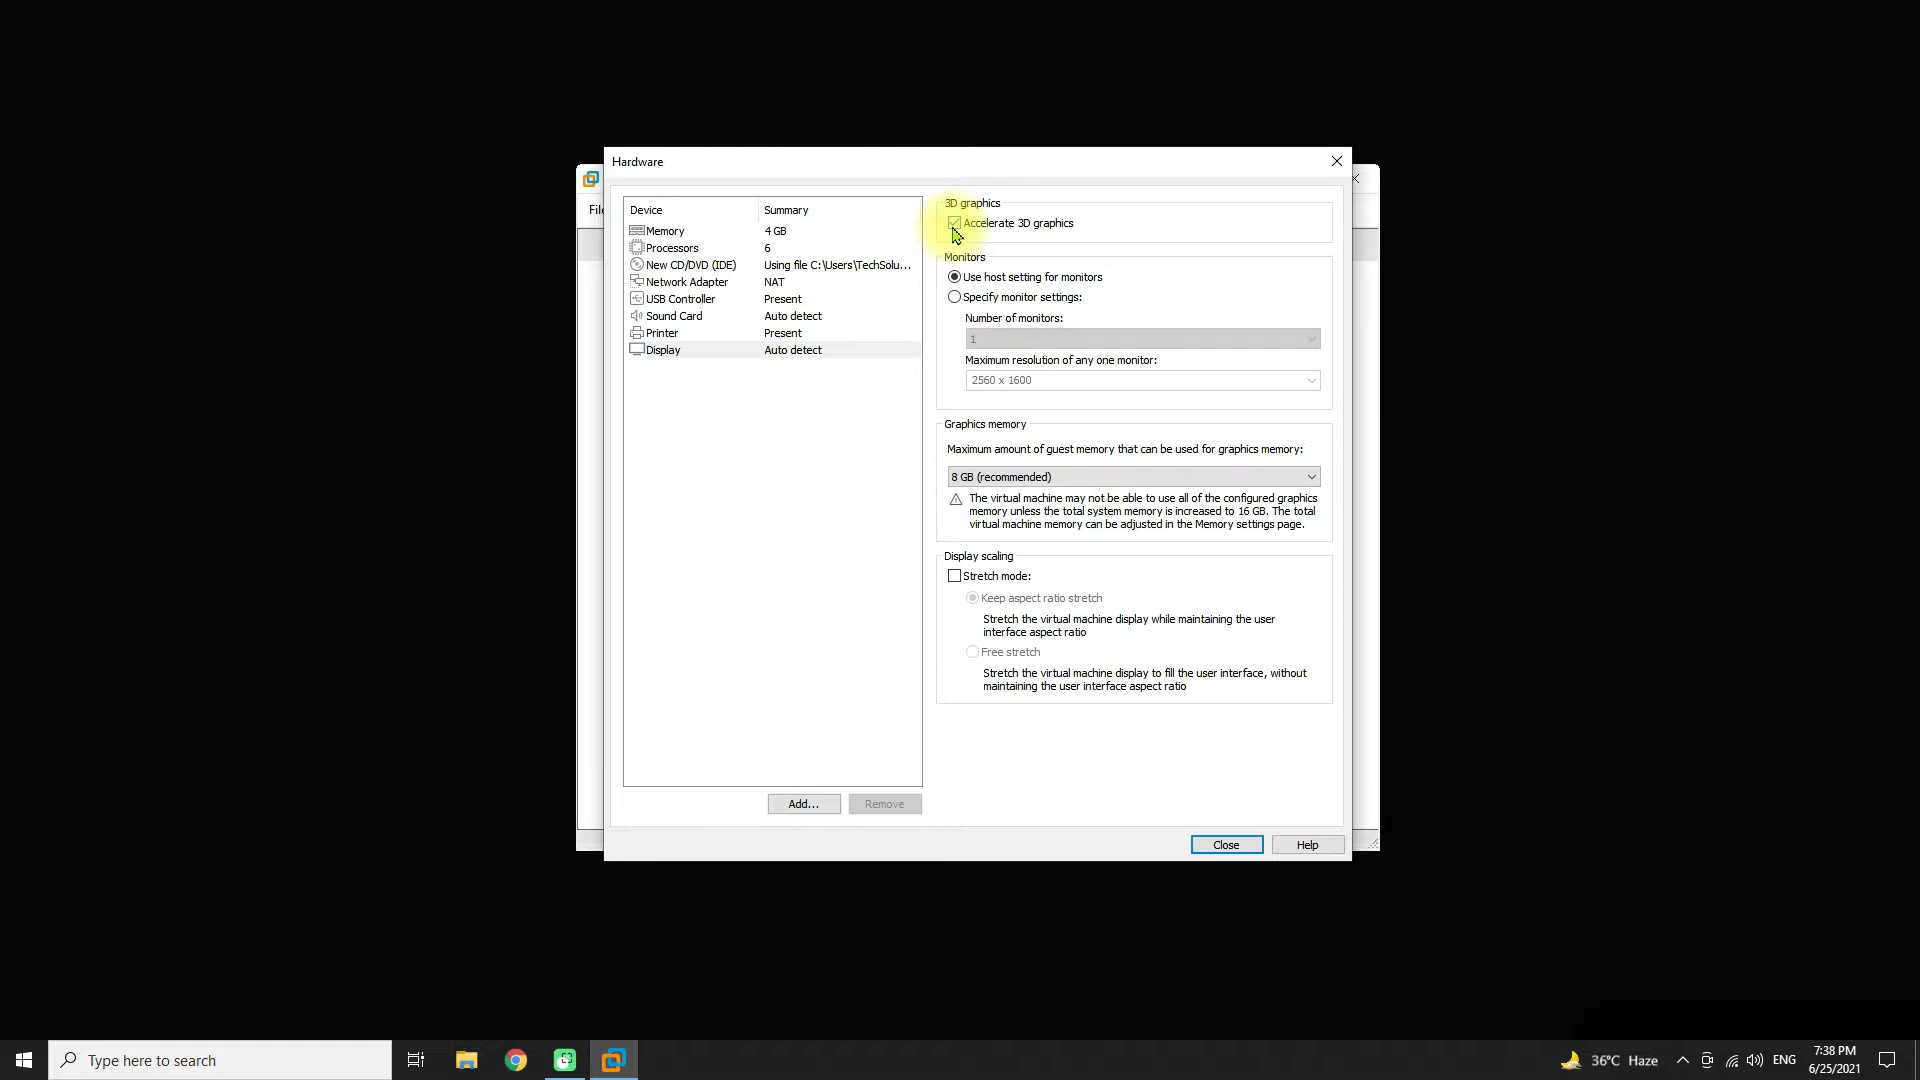 Hardware
File
Device Summary
Memory 4 GB
Processors 6
New CD/DVD (IDE) Using file C:\Users\TechSolu...
Network Adapter NAT
USB Controller Present
Sound Card Auto detect
Printer Present
Display Auto detect
Add...
Remove
3D graphics
Accelerate 3D graphics
Monitors
Use host setting for monitors
Specify monitor settings:
Number of monitors:
1
Maximum resolution of any one monitor:
2560 x 1600
Graphics memory
Maximum amount of guest memory that can be used for graphics memory:
8 GB (recommended)
The virtual machine may not be able to use all of the configured graphics
memory unless the total system memory is increased to 16 GB. The total
virtual machine memory can be adjusted in the Memory settings page.
Display scaling
Stretch mode:
Keep aspect ratio stretch
Stretch the virtual machine display while maintaining the user
interface aspect ratio
Free stretch
Stretch the virtual machine display to fill the user interface, without
maintaining the user interface aspect ratio
Close
Help
Type here to search
36°C Haze
ENG
7:38 PM
6/25/2021